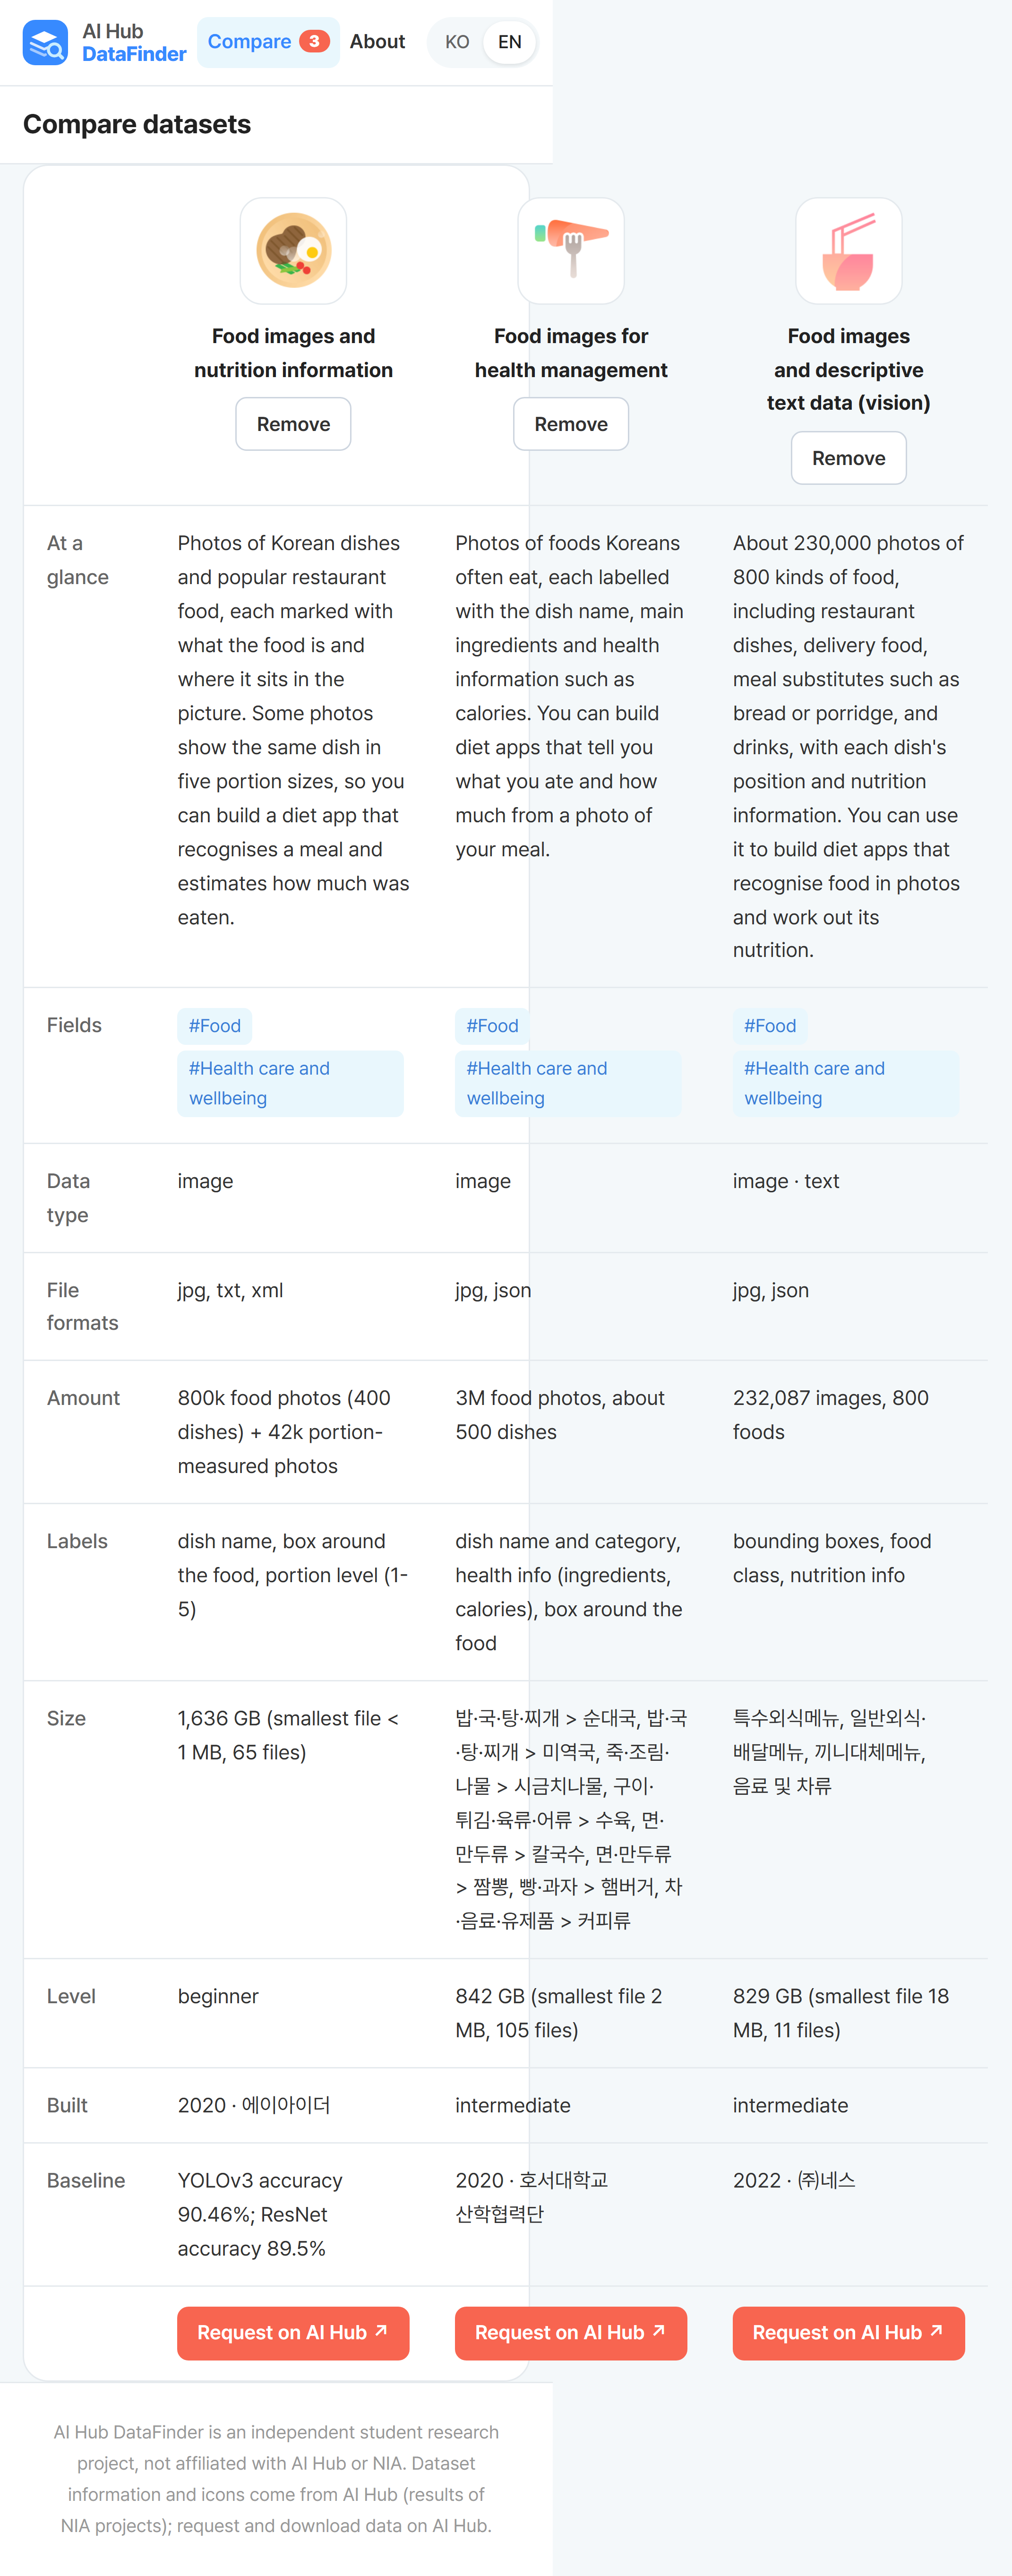 AI Hub
DataFinder
Compare 3
About
KO
EN
Compare datasets
Food images and
nutrition information
Remove
Food images for
health management
Remove
Food images
and descriptive
text data (vision)
Remove
At a
glance
Photos of Korean dishes
and popular restaurant
food, each marked with
what the food is and
where it sits in the
picture. Some photos
show the same dish in
five portion sizes, so you
can build a diet app that
recognises a meal and
estimates how much was
eaten.
Photos of foods Koreans
often eat, each labelled
with the dish name, main
ingredients and health
information such as
calories. You can build
diet apps that tell you
what you ate and how
much from a photo of
your meal.
About 230,000 photos of
800 kinds of food,
including restaurant
dishes, delivery food,
meal substitutes such as
bread or porridge, and
drinks, with each dish's
position and nutrition
information. You can use
it to build diet apps that
recognise food in photos
and work out its
nutrition.
Fields
#Food
#Health care and
wellbeing
#Food
#Health care and
wellbeing
#Food
#Health care and
wellbeing
Data
type
image
image
image · text
File
formats
jpg, txt, xml
jpg, json
jpg, json
Amount
800k food photos (400
dishes) + 42k portion-
measured photos
3M food photos, about
500 dishes
232,087 images, 800
foods
Labels
dish name, box around
the food, portion level (1-
5)
dish name and category,
health info (ingredients,
calories), box around the
food
bounding boxes, food
class, nutrition info
Size
1,636 GB (smallest file <
1 MB, 65 files)
밥·국·탕·찌개 > 순대국, 밥·국
·탕·찌개 > 미역국, 죽·조림·
나물 > 시금치나물, 구이·
튀김·육류·어류 > 수육, 면·
만두류 > 칼국수, 면·만두류
> 짬뽕, 빵·과자 > 햄버거, 차
·음료·유제품 > 커피류
특수외식메뉴, 일반외식·
배달메뉴, 끼니대체메뉴,
음료 및 차류
Level
beginner
842 GB (smallest file 2
MB, 105 files)
829 GB (smallest file 18
MB, 11 files)
Built
2020 · 에이아이더
intermediate
intermediate
Baseline
YOLOv3 accuracy
90.46%; ResNet
accuracy 89.5%
2020 · 호서대학교
산학협력단
2022 · ㈜네스
Request on AI Hub ↗
Request on AI Hub ↗
Request on AI Hub ↗
AI Hub DataFinder is an independent student research
project, not affiliated with AI Hub or NIA. Dataset
information and icons come from AI Hub (results of
NIA projects); request and download data on AI Hub.